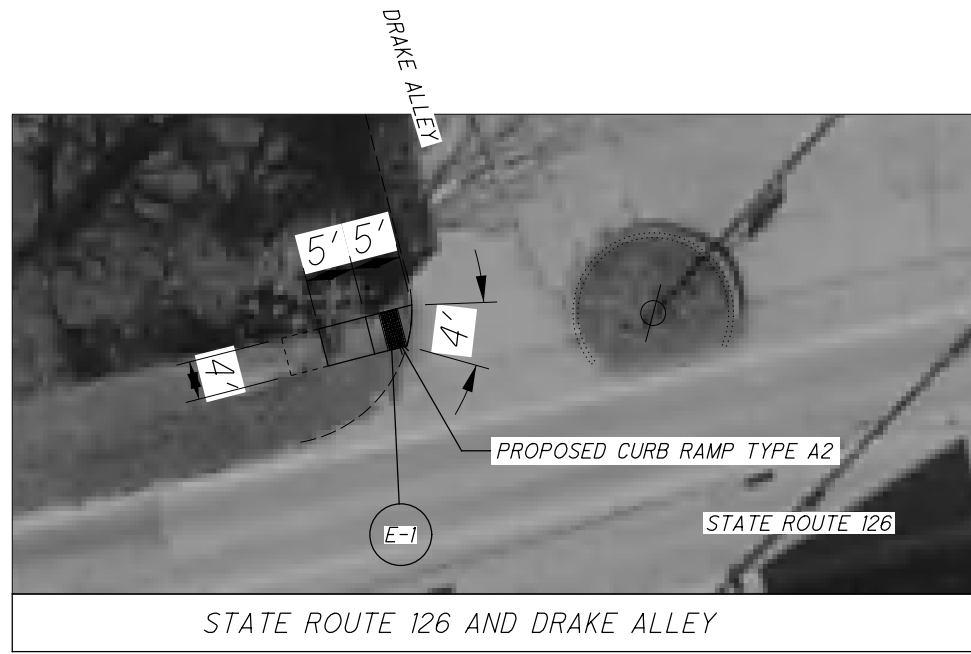 DRAKE ALLEY
5' 5'
4'
4'
PROPOSED CURB RAMP TYPE A2
STATE ROUTE 126
E-1
STATE ROUTE 126 AND DRAKE ALLEY